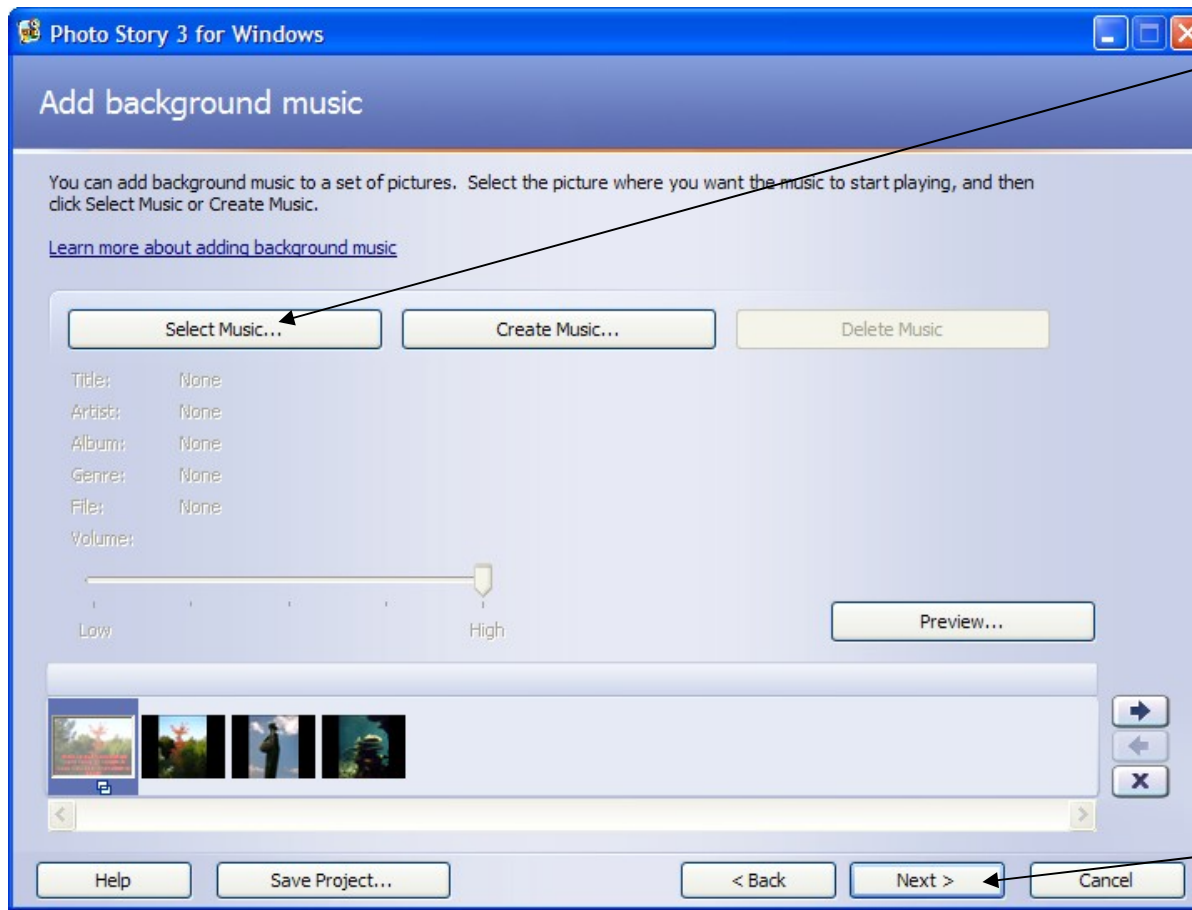 Photo Story 3 for Windows
Add background music
You can add background music to a set of pictures.  Select the picture where you want the music to start playing, and then
click Select Music or Create Music.
Learn more about adding background music
Select Music...
Create Music...
Delete Music
Title: None
Artist: None
Album: None
Genre: None
File: None
Volume:
Low High
Preview...
Help
Save Project...
< Back
Next >
Cancel